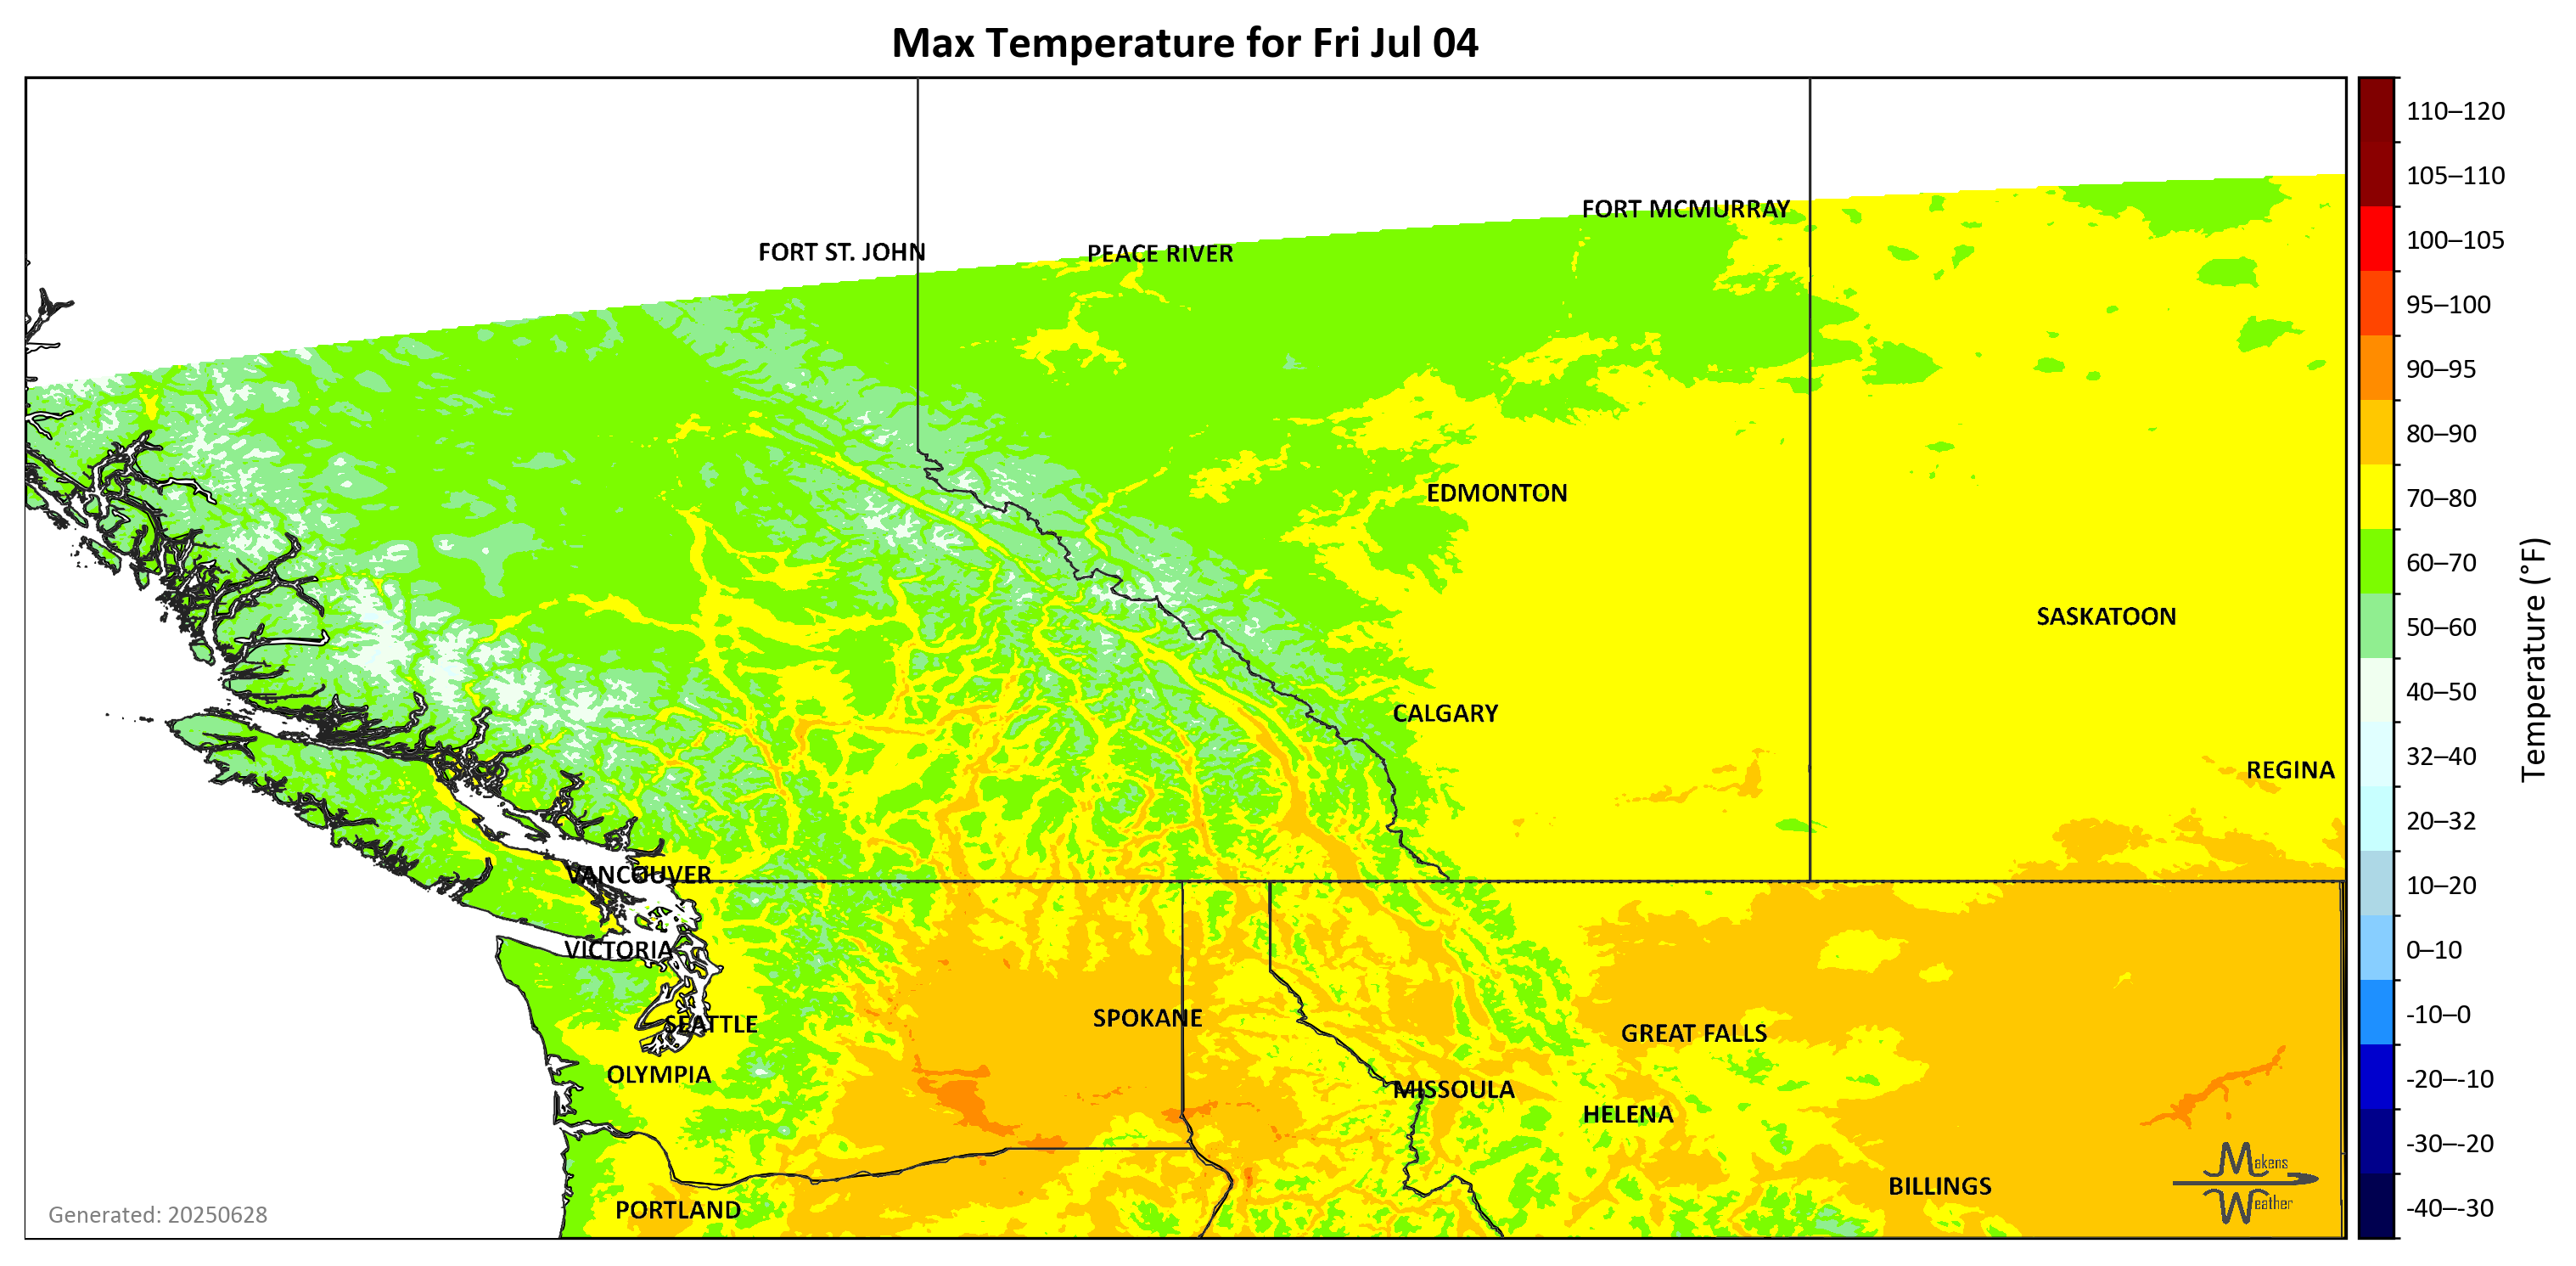 Max Temperature for Fri Jul 04
FORT MCMURRAY
FORT ST. JOHN
PEACE RIVER
EDMONTON
SASKATOON
CALGARY
REGINA
VANCOUVER
VICTORIA
SEATTLE
SPOKANE
GREAT FALLS
OLYMPIA
MISSOULA
HELENA
BILLINGS
PORTLAND
Makens
Weather
Generated: 20250628
110–120
105–110
100–105
95–100
90–95
80–90
70–80
60–70
50–60
40–50
32–40
20–32
10–20
0–10
-10–0
-20–-10
-30–-20
-40–-30
Temperature (°F)